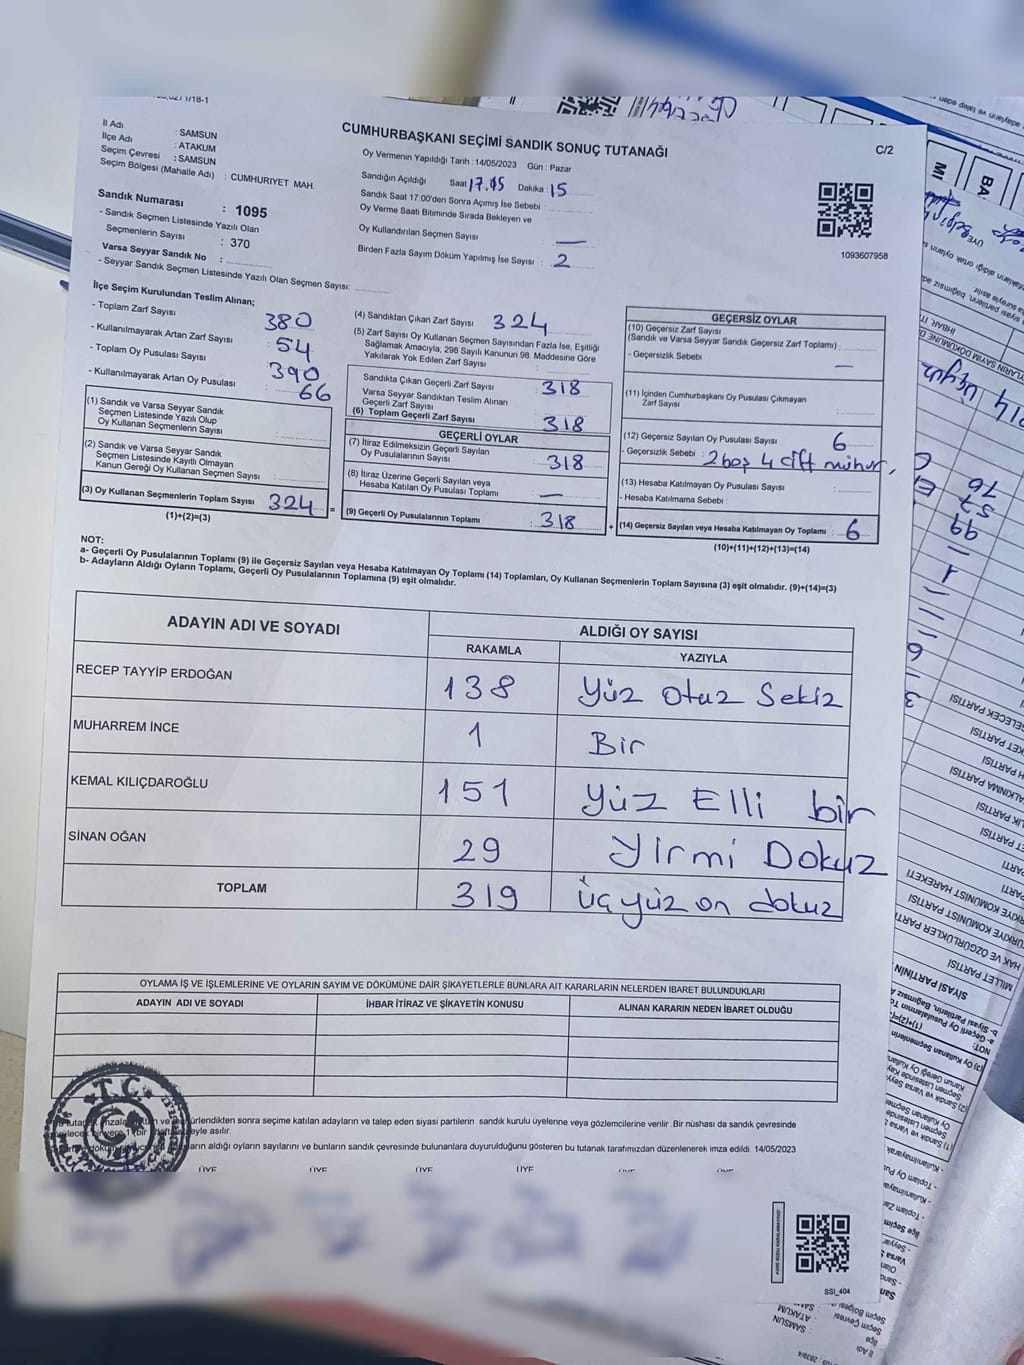 C/2
CUMHURBAŞKANI SEÇİMİ SANDIK SONUÇ TUTANAĞI
İl Adı : SAMSUN
İlçe Adı : ATAKUM
Seçim Çevresi : SAMSUN
Seçim Bölgesi (Mahalle Adı) : CUMHURIYET MAH.
Sandık Numarası : 1095
- Sandık Seçmen Listesinde Yazılı Olan
Seçmenlerin Sayısı : 370
Varsa Seyyar Sandık No :
- Seyyar Sandık Seçmen Listesinde Yazılı Olan Seçmen Sayısı:
Oy Vermenin Yapıldığı Tarih : 14/05/2023 Gün : Pazar
Sandığın Açıldığı Saat 17.05 Dakika 15
Sandık Saat 17.00'den Sonra Açımış İse Sebebi
Oy Verme Saati Bitiminde Sırada Bekleyen ve
Oy Kullandırılan Seçmen Sayısı : —
Birden Fazla Sayım Döküm Yapılmış İse Sayısı : 2
1093607958
İlçe Seçim Kurulundan Teslim Alınan;
- Toplam Zarf Sayısı : 380
- Kullanılmayarak Artan Zarf Sayısı : 54
- Toplam Oy Pusulası Sayısı : 390
- Kullanılmayarak Artan Oy Pusulası : 66
(1) Sandık ve Varsa Seyyar Sandık
Seçmen Listesinde Yazılı Olup
Oy Kullanan Seçmenlerin Sayısı :
(2) Sandık ve Varsa Seyyar Sandık
Seçmen Listesinde Kayıtlı Olmayan
Kanun Gereği Oy Kullanan Seçmen Sayısı :
(3) Oy Kullanan Seçmenlerin Toplam Sayısı 324
(1)+(2)=(3)
(4) Sandıktan Çıkan Zarf Sayısı 324
(5) Zarf Sayısı Oy Kullanan Seçmen Sayısından Fazla İse, Eşitliği
Sağlamak Amacıyla, 298 Sayılı Kanunun 98. Maddesine Göre
Yakılarak Yok Edilen Zarf Sayısı :
Sandıkta Çıkan Geçerli Zarf Sayısı : 318
Varsa Seyyar Sandıktan Teslim Alınan
Geçerli Zarf Sayısı :
(6) Toplam Geçerli Zarf Sayısı : 318
GEÇERLİ OYLAR
(7) İtiraz Edilmeksizin Geçerli Sayılan
Oy Pusulalarının Sayısı : 318
(8) İtiraz Üzerine Geçerli Sayılan veya
Hesaba Katılan Oy Pusulası Toplamı : —
(9) Geçerli Oy Pusulalarının Toplamı : 318
GEÇERSİZ OYLAR
(10) Geçersiz Zarf Sayısı
(Sandık ve Varsa Seyyar Sandık Geçersiz Zarf Toplamı) :
- Geçersizlik Sebebi : —
(11) İçinden Cumhurbaşkanı Oy Pusulası Çıkmayan
Zarf Sayısı :
(12) Geçersiz Sayılan Oy Pusulası Sayısı : 6
- Geçersizlik Sebebi : 2 boş 4 Çift mühür,
(13) Hesaba Katılmayan Oy Pusulası Sayısı :
- Hesaba Katılmama Sebebi :
(14) Geçersiz Sayılan veya Hesaba Katılmayan Oy Toplamı : 6
(10)+(11)+(12)+(13)=(14)
NOT:
a- Geçerli Oy Pusulalarının Toplamı (9) ile Geçersiz Sayılan veya Hesaba Katılmayan Oy Toplamı (14) Toplamları, Oy Kullanan Seçmenlerin Toplam Sayısına (3) eşit olmalıdır. (9)+(14)=(3)
b- Adayların Aldığı Oyların Toplamı, Geçerli Oy Pusulalarının Toplamına (9) eşit olmalıdır.
ADAYIN ADI VE SOYADI
ALDIĞI OY SAYISI
RAKAMLA YAZIYLA
RECEP TAYYİP ERDOĞAN 138 Yüz Otuz Sekiz
MUHARREM İNCE 1 Bir
KEMAL KILIÇDAROĞLU 151 Yüz Elli bir
SİNAN OĞAN 29 Yirmi Dokuz
TOPLAM 319 üçyüz on dokuz
OYLAMA İŞ VE İŞLEMLERİNE VE OYLARIN SAYIM VE DÖKÜMÜNE DAİR ŞİKAYETLERLE BUNLARA AİT KARARLARIN NELERDEN İBARET BULUNDUKLARI
ADAYIN ADI VE SOYADI İHBAR İTİRAZ VE ŞİKAYETİN KONUSU ALINAN KARARIN NEDEN İBARET OLDUĞU
T.C.
sonra seçime katılan adayların ve talep eden siyasi partilerin sandık kurulu üyelerine veya gözlemcilerine verilir .Bir nüshası da sandık çevresinde
asılır.
aldığı oyların sayılarını ve bunların sandık çevresinde bulunanlara duyurulduğunu gösteren bu tutanak tarafımızdan düzenlenerek imza edildi 14/05/2023
ÜYE ÜYE ÜYE ÜYE
SSI_404